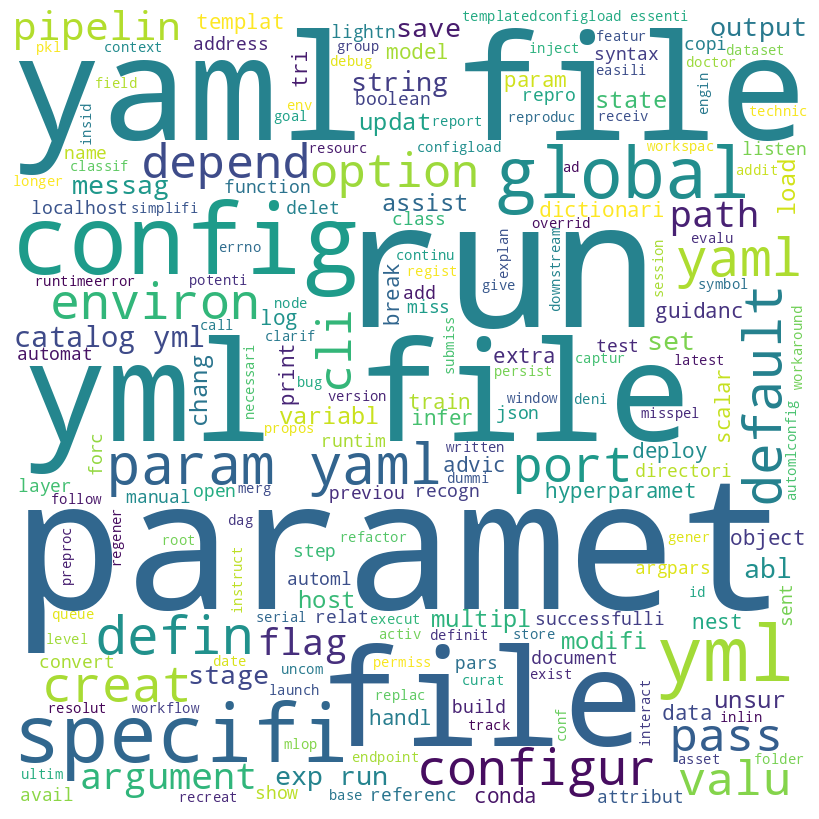 templatedconfigload essenti
pipelin templat lightn save output
pkl context address group model inject featur copi
debug tri syntax easili dataset
yaml file
field string param doctor
insid env boolean repro state engin technic
goal updat report reproduc receiv
name depend resourc configload workspac listen
classif option global ad addit
longer messag function assist dictionari path load
localhost simplifi delet class overrid
config run
errno continu explan evalu yaml
runtimeerror potenti regist give downstream session symbol
environ node break add miss guidanc
catalog yml call log clarif cli submiss test set default
automat necessari print bug extra captur latest workaround
chang persist
yml file
version window deni misspel
variabl train json scalar
propos infer
runtim written deploy
forc param yaml advic port directori
layer previou recogn dummi automlconfig
follow manual open merg hyperparamet
paramet
preproc regener dag
root refactor gener object
instruct step argpars abl
automl id
queue host nest sent
serial relat execut multipl successfulli
level defin flag activ definit store modifi
convert date permiss pars document
creat stage uncom exist yml
launch curat interact
specifi file
resolut workflow replac build unsur
mlop handl track conf data inlin pass
ultim argument exp run endpoint configur asset folder
avail show base referenc conda attribut valu
recreat